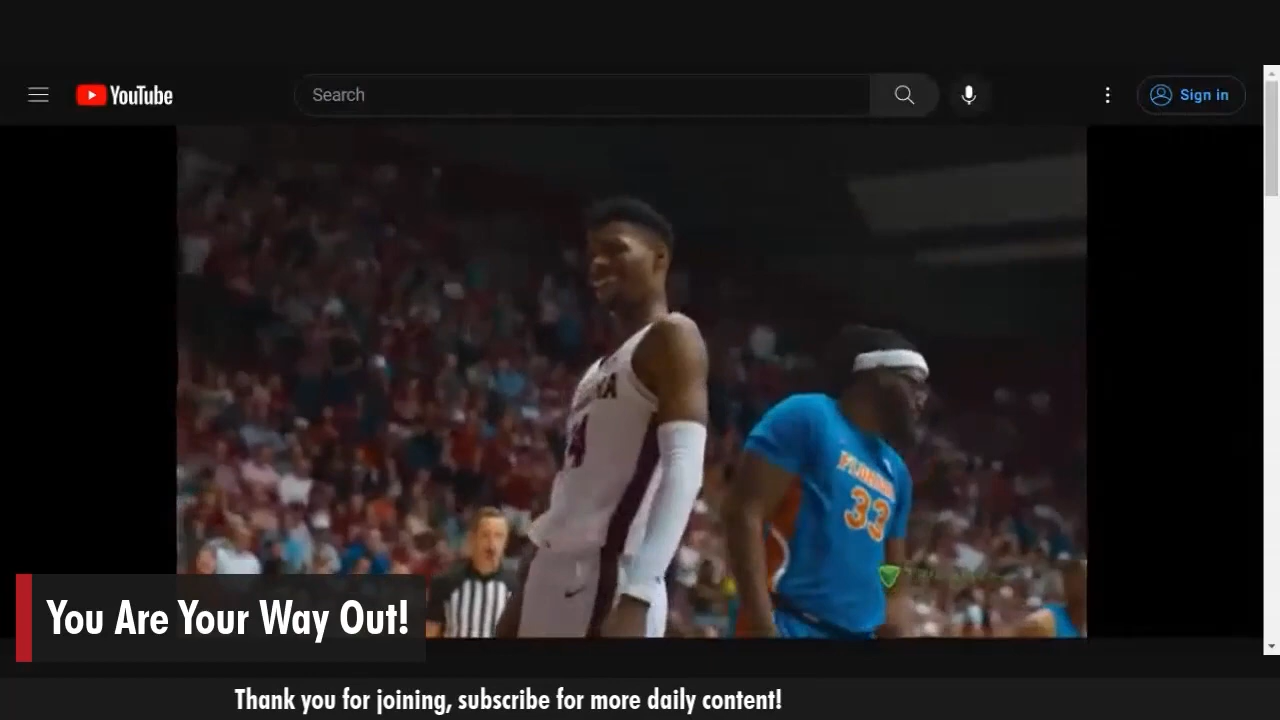 YouTube
Search
Sign in
FLORIDA
33
You Are Your Way Out!
Thank you for joining, subscribe for more daily content!